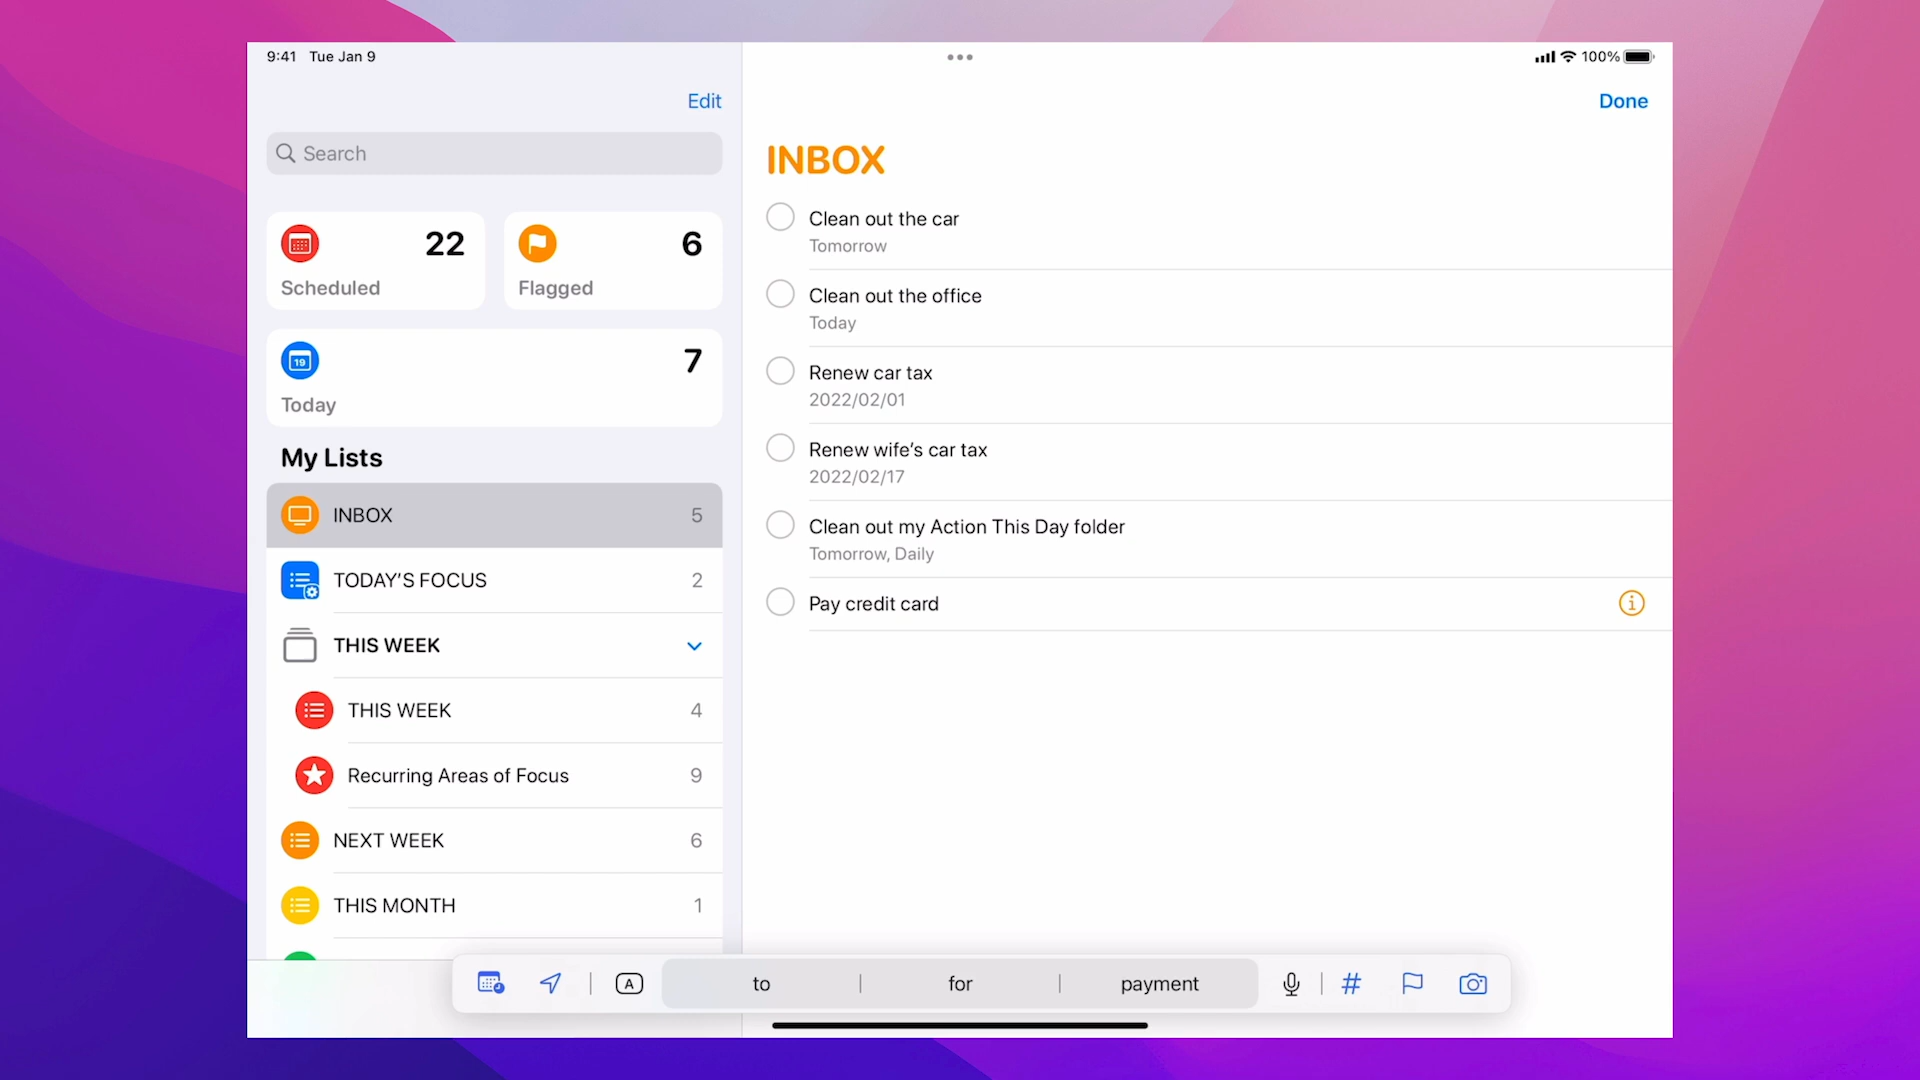 9:41 Tue Jan 9
100%
Edit
Search
22
Scheduled
6
Flagged
19
7
Today
My Lists
INBOX 5
TODAY'S FOCUS 2
THIS WEEK
THIS WEEK 4
Recurring Areas of Focus 9
NEXT WEEK 6
THIS MONTH 1
Done
INBOX
Clean out the car
Tomorrow
Clean out the office
Today
Renew car tax
2022/02/01
Renew wife's car tax
2022/02/17
Clean out my Action This Day folder
Tomorrow, Daily
Pay credit card
A to for payment #